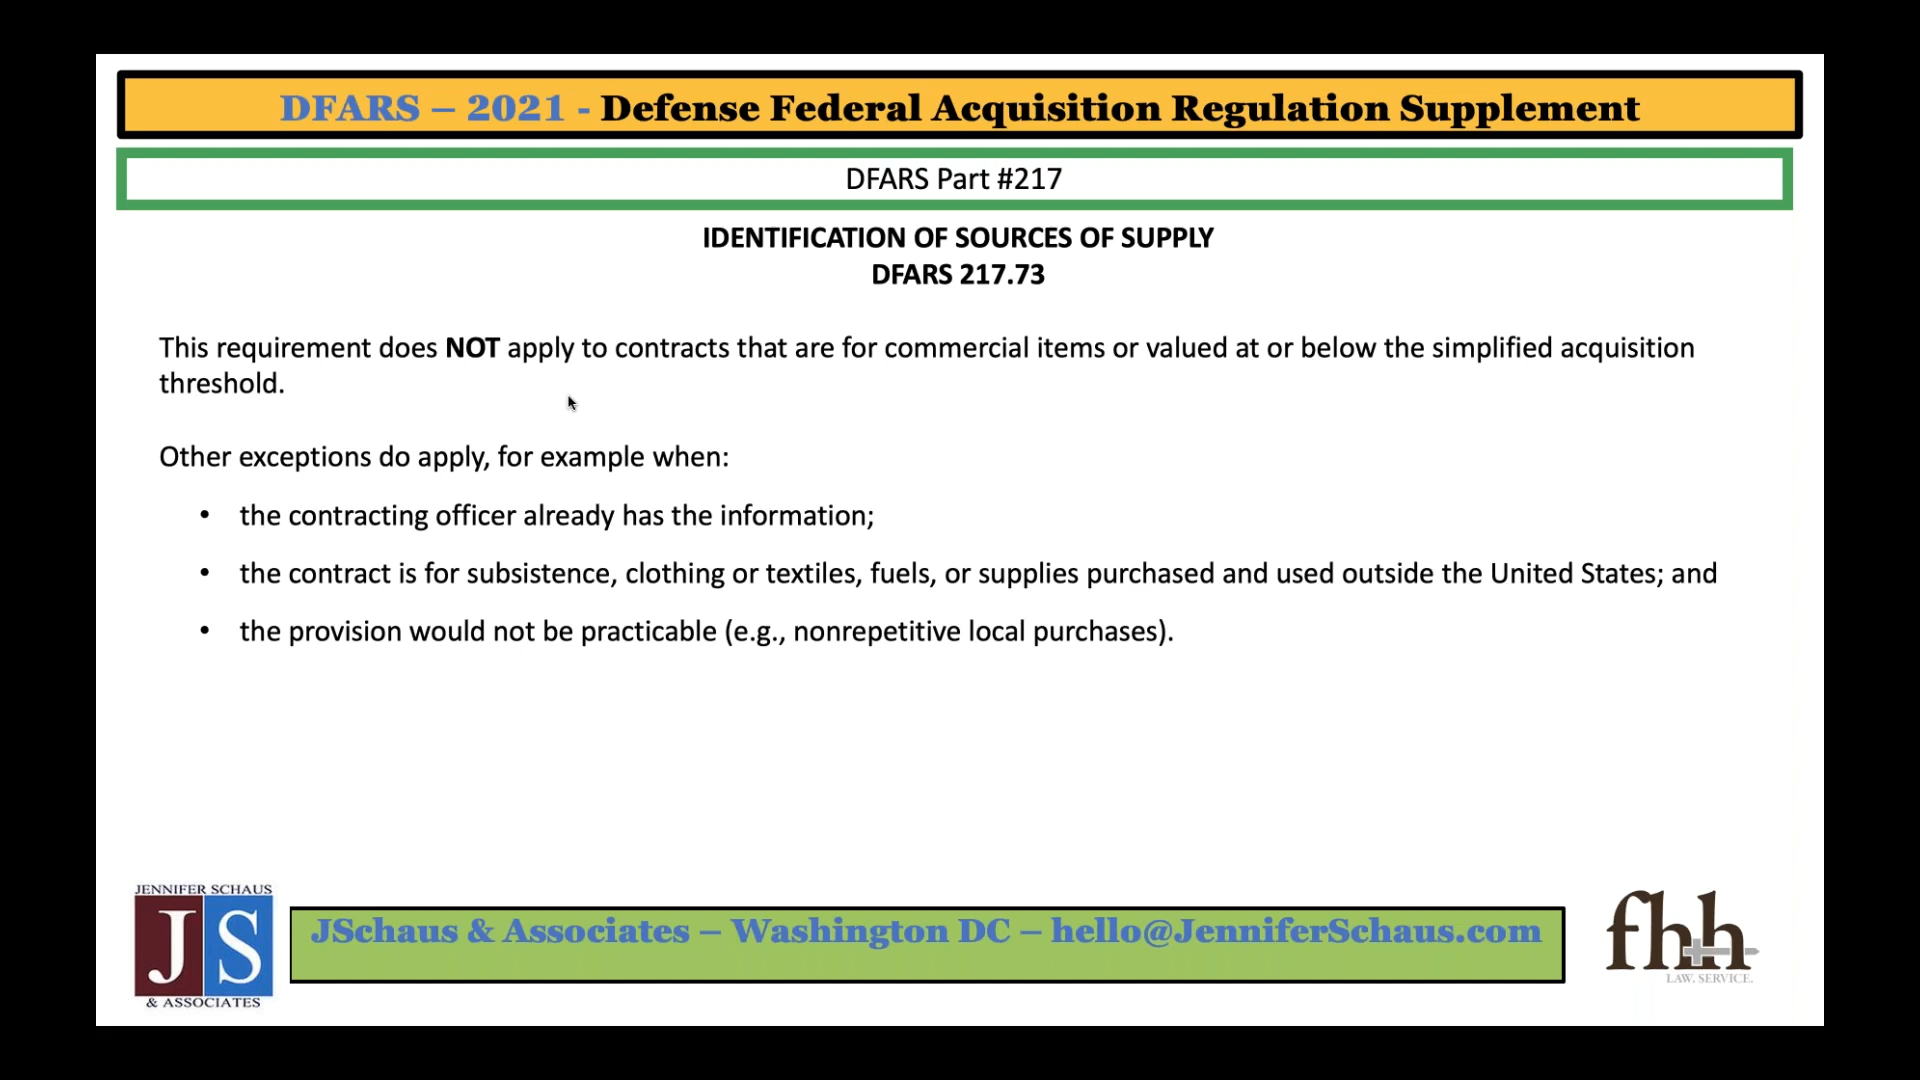 DFARS – 2021 - Defense Federal Acquisition Regulation Supplement
DFARS Part #217
IDENTIFICATION OF SOURCES OF SUPPLY
DFARS 217.73
This requirement does NOT apply to contracts that are for commercial items or valued at or below the simplified acquisition
threshold.
Other exceptions do apply, for example when:
• the contracting officer already has the information;
• the contract is for subsistence, clothing or textiles, fuels, or supplies purchased and used outside the United States; and
• the provision would not be practicable (e.g., nonrepetitive local purchases).
JENNIFER SCHAUS
JS
& ASSOCIATES
JSchaus & Associates – Washington DC – hello@JenniferSchaus.com
fhh
LAW. SERVICE.